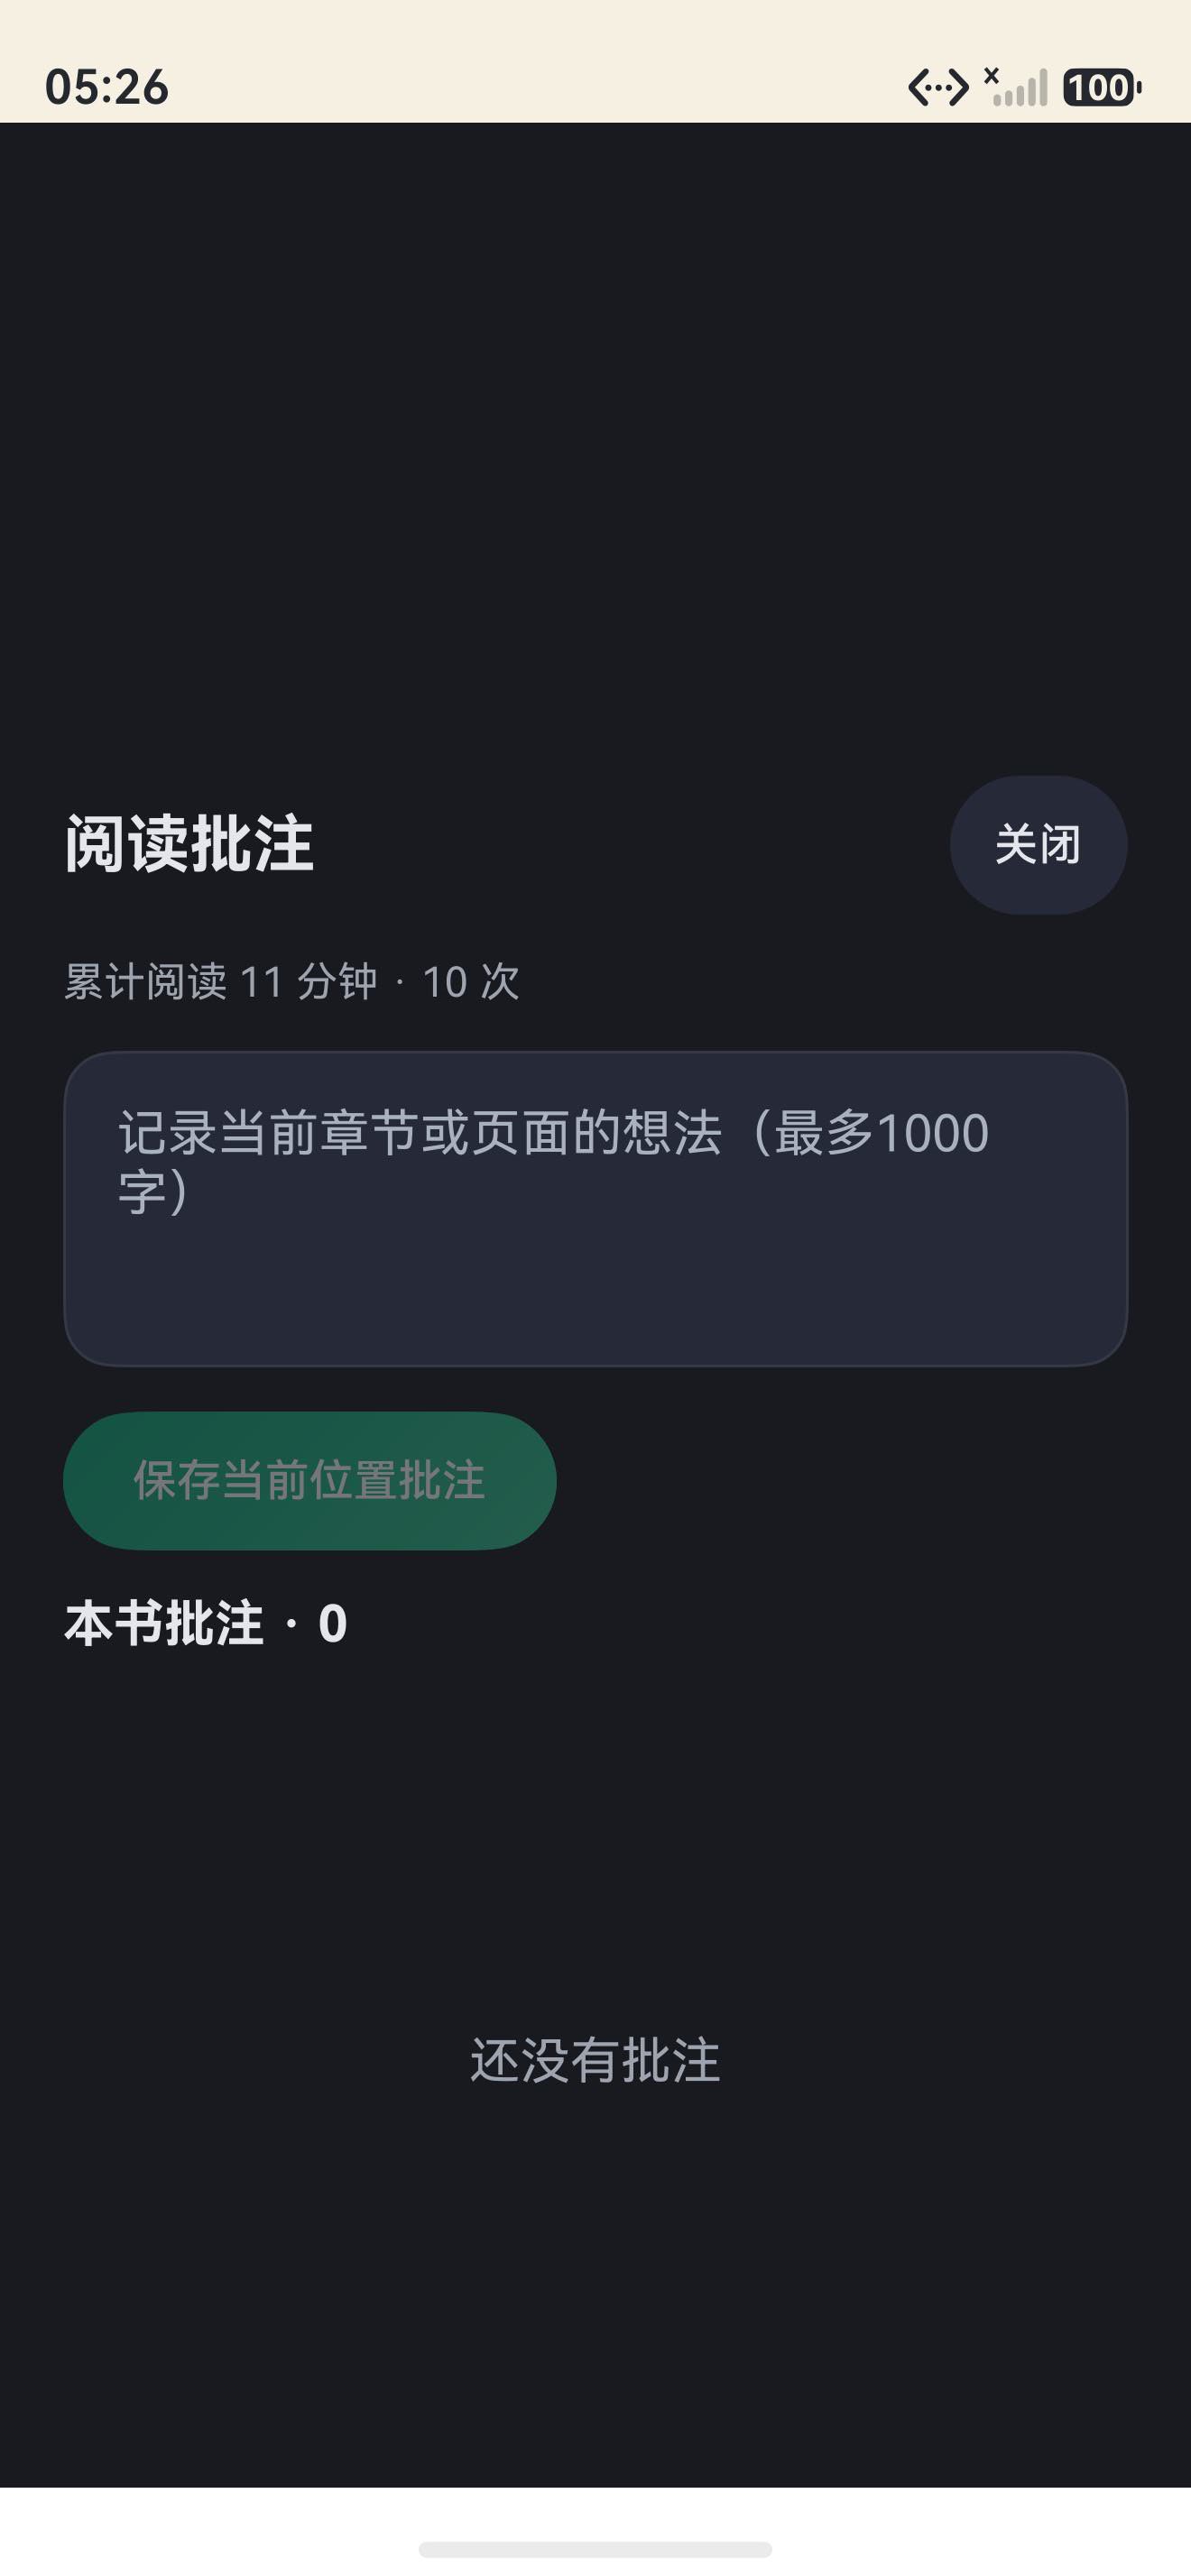 05:26
100
阅读批注
关闭
累计阅读 11 分钟 · 10 次
记录当前章节或页面的想法（最多1000
字）
保存当前位置批注
本书批注 · 0
还没有批注